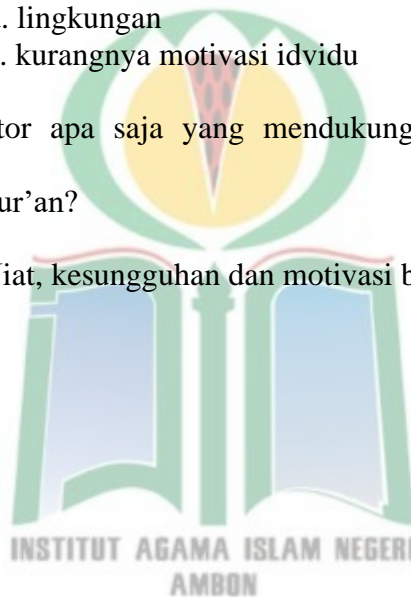 . lingkungan
. kurangnya motivasi idvidu
tor apa saja yang mendukung
ur’an?
iat, kesungguhan dan motivasi b
INSTITUT AGAMA ISLAM NEGERI
AMBON